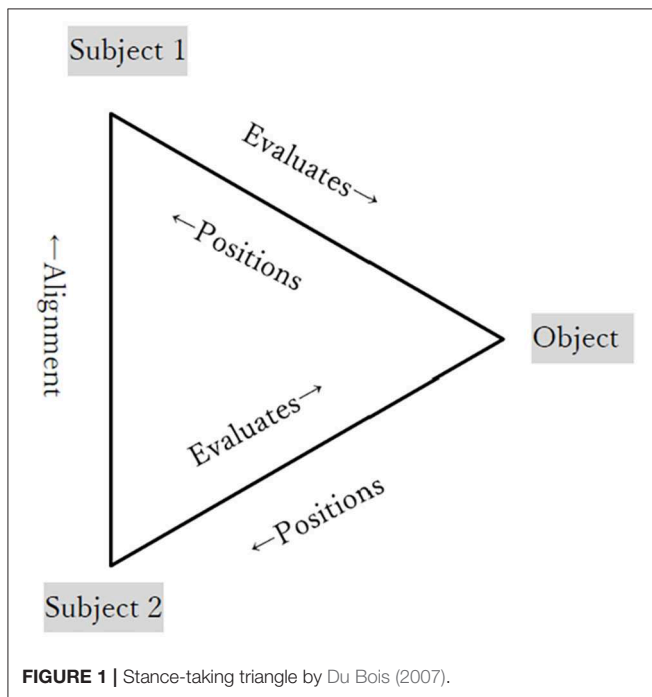 Subject 1
Evaluates→
←Positions
←Alignment
Object
Evaluates→
←Positions
Subject 2
FIGURE 1 | Stance-taking triangle by Du Bois (2007).